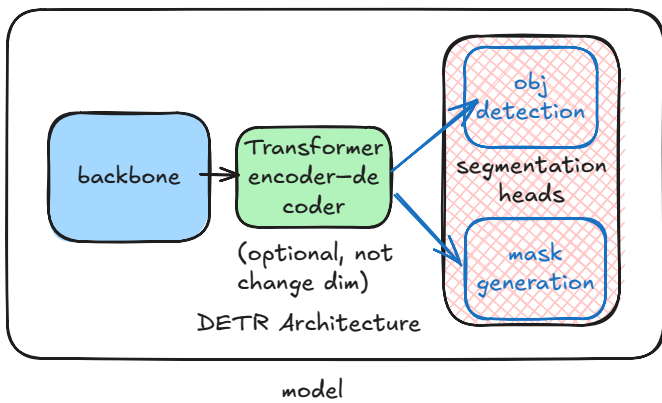 backbone
Transformer
encoder-de
coder
(optional, not
change dim)
obj
detection
segmentation
heads
mask
generation
DETR Architecture
model